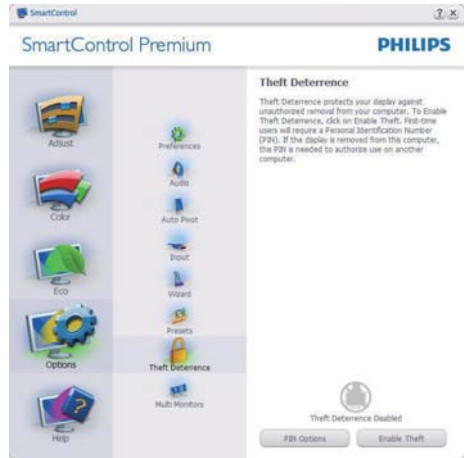 SmartControl
SmartControl Premium
PHILIPS
Adjust
Color
Eco
Options
Help
Preferences
Audio
Auto Pivot
Input
Wizard
Presets
Theft Deterrence
Multi Monitors
Theft Deterrence
Theft Deterrence protects your display against
unauthorized removal from your computer. To Enable
Theft Deterrence, click on Enable Theft. First-time
users will require a Personal Identification Number
(PIN). If the display is removed from this computer,
this PIN is needed to authorize use on another
computer.
Theft Deterrence Disabled
PIN Options
Enable Theft